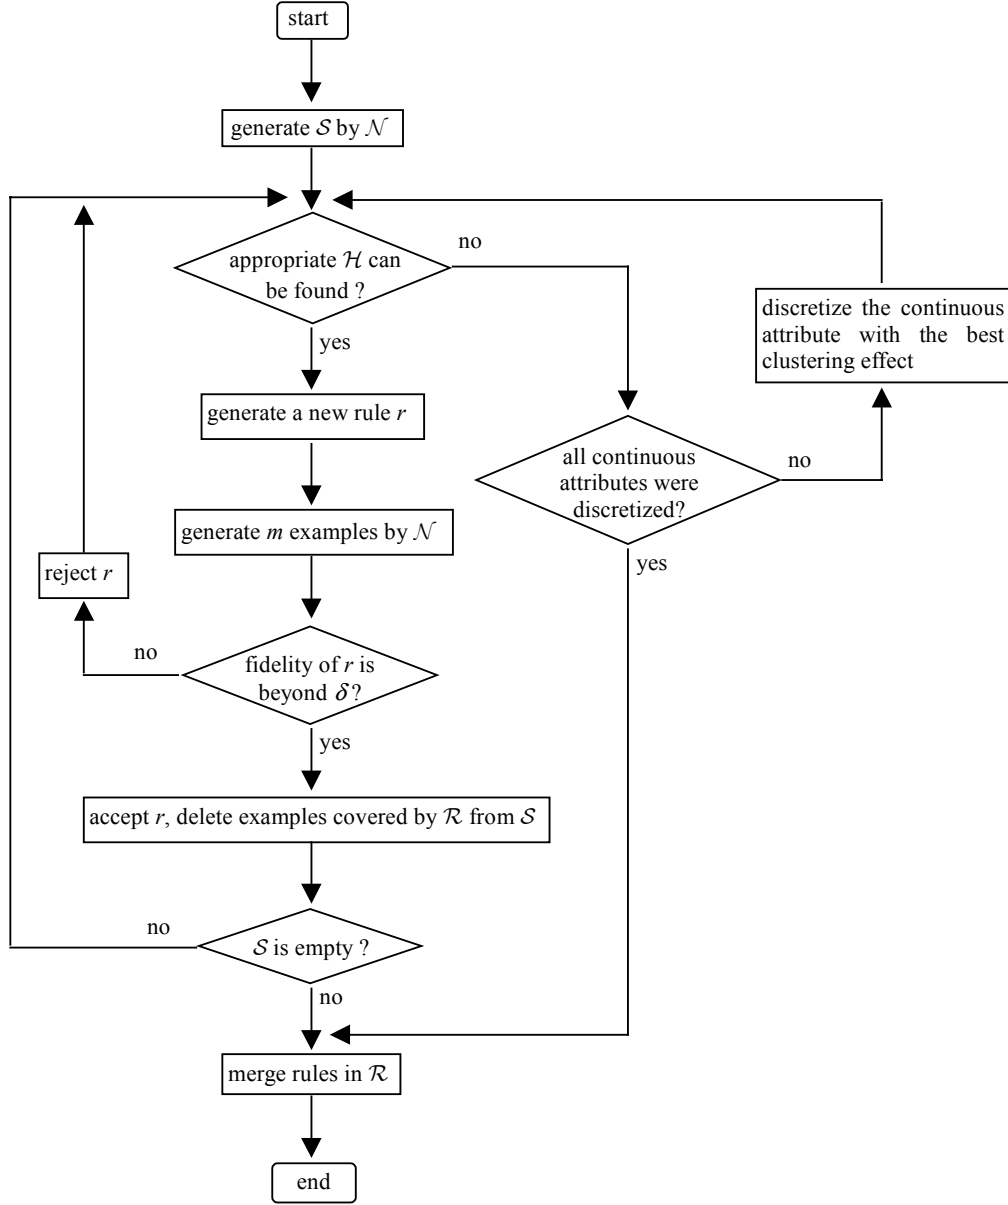 start
generate 𝒮 by 𝒩
appropriate ℋ can
be found ?
no
yes
discretize the continuous
attribute with the best
clustering effect
generate a new rule r
all continuous
attributes were
discretized?
no
yes
generate m examples by 𝒩
reject r
fidelity of r is
beyond δ?
no
yes
accept r, delete examples covered by ℛ from 𝒮
𝒮 is empty ?
no
no
merge rules in ℛ
end